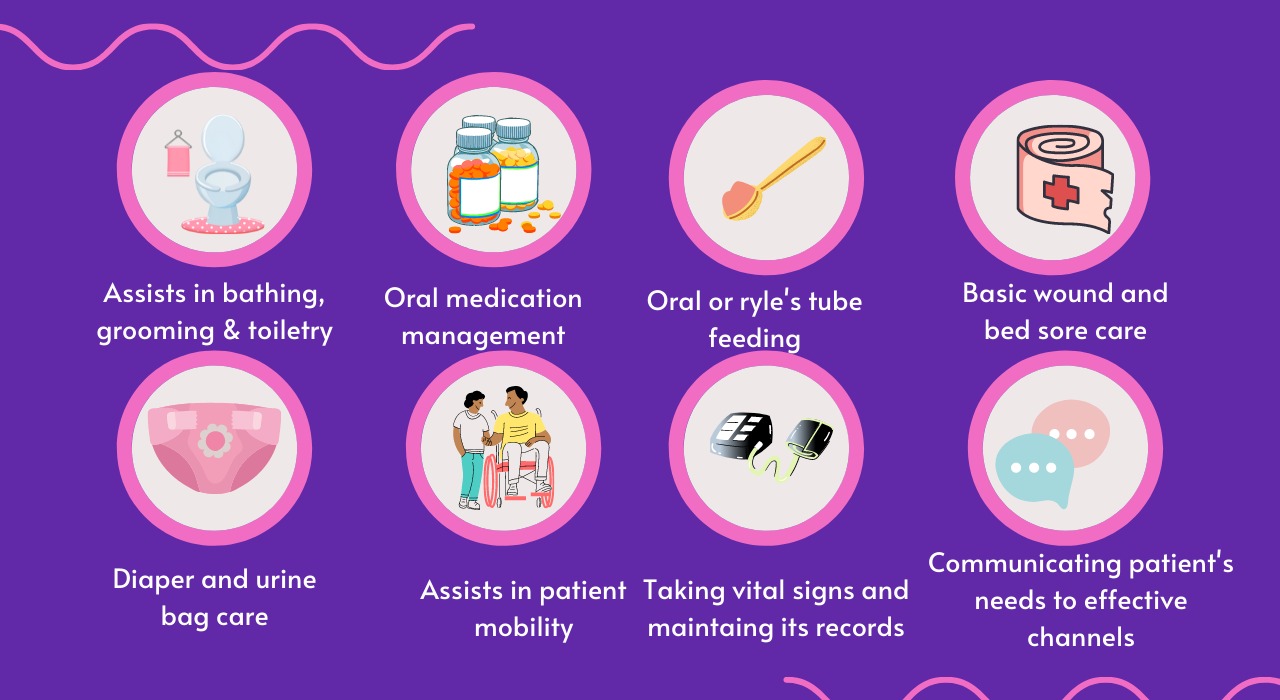 Assists in bathing,
grooming & toiletry
Oral medication
management
Oral or ryle's tube
feeding
Basic wound and
bed sore care
Diaper and urine
bag care
Assists in patient
mobility
Taking vital signs and
maintaing its records
Communicating patient's
needs to effective
channels